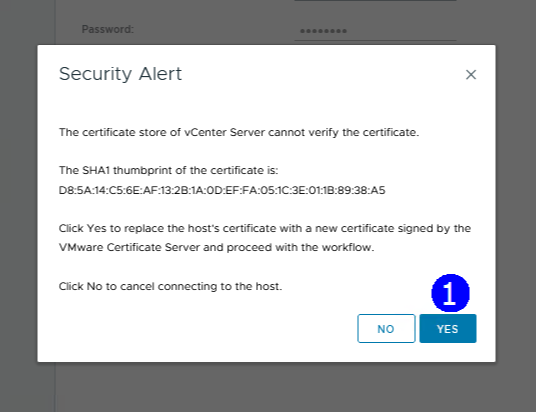 Password:
••••••••
Security Alert
The certificate store of vCenter Server cannot verify the certificate.
The SHA1 thumbprint of the certificate is:
D8:5A:14:C5:6E:AF:13:2B:1A:0D:EF:FA:05:1C:3E:01:1B:89:38:A5
Click Yes to replace the host's certificate with a new certificate signed by the
VMware Certificate Server and proceed with the workflow.
Click No to cancel connecting to the host.
1
NO YES